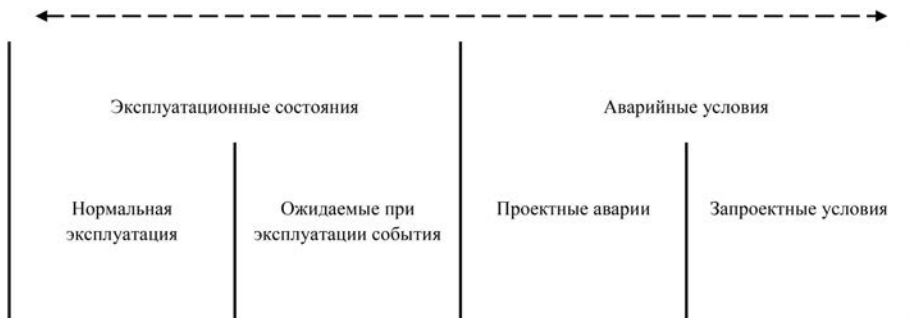 Эксплуатационные состояния
Аварийные условия
Нормальная
эксплуатация
Ожидаемые при
эксплуатации события
Проектные аварии
Запроектные условия